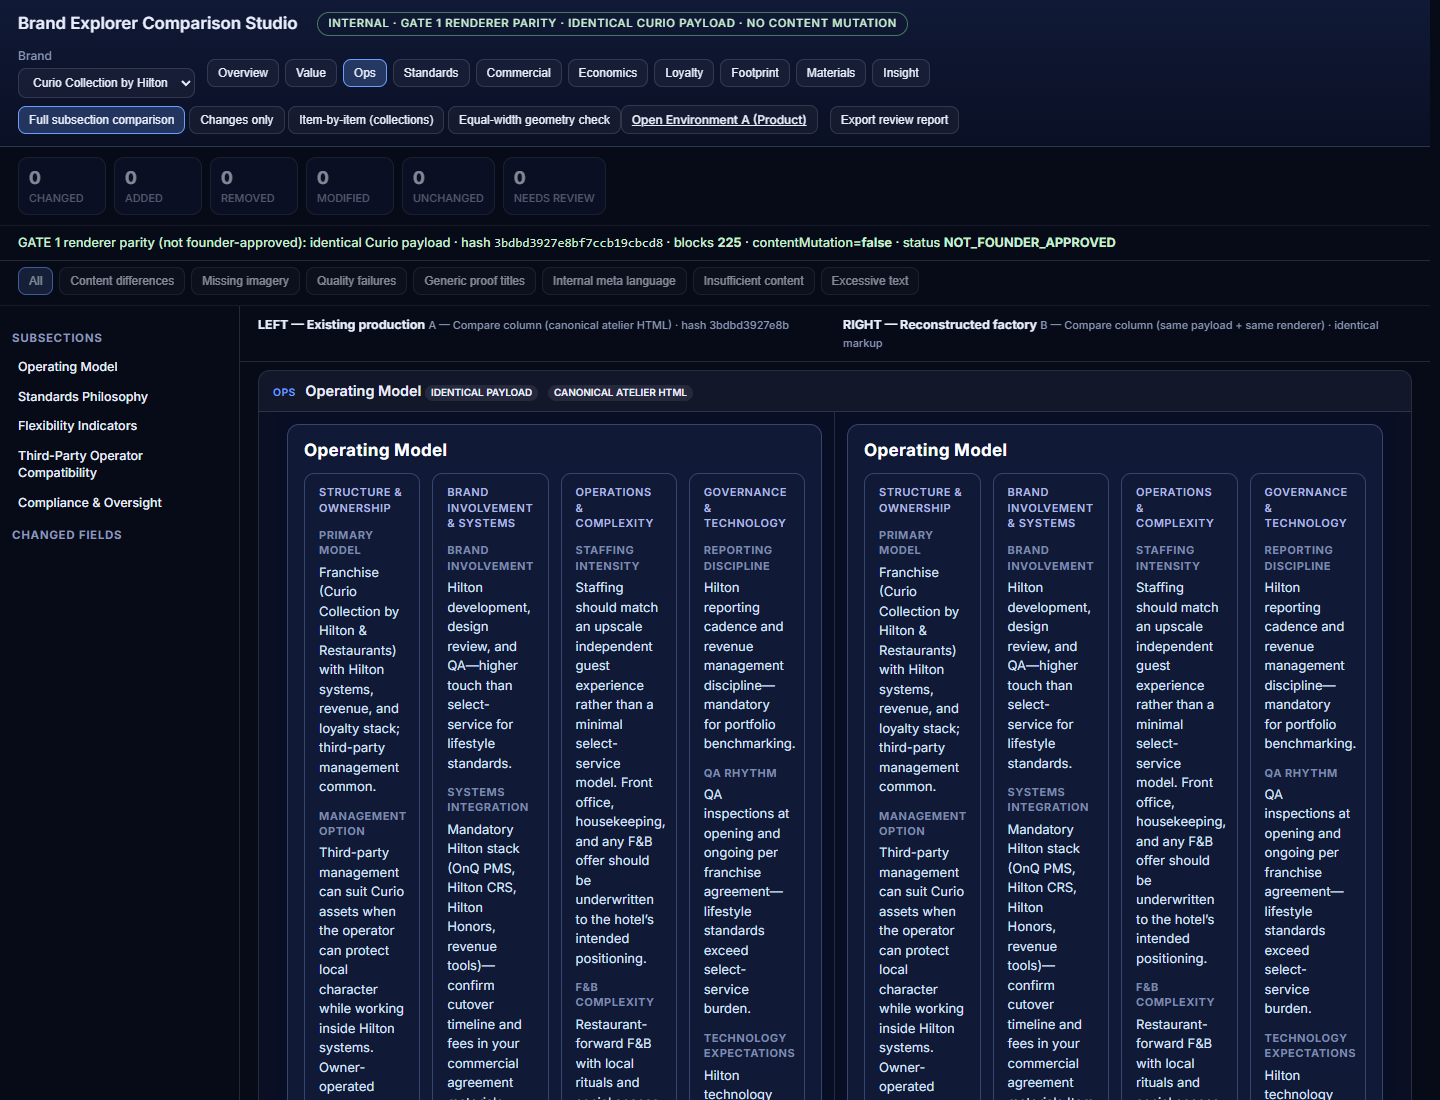 Brand Explorer Comparison Studio
INTERNAL · GATE 1 RENDERER PARITY · IDENTICAL CURIO PAYLOAD · NO CONTENT MUTATION
Brand
Curio Collection by Hilton
Overview
Value
Ops
Standards
Commercial
Economics
Loyalty
Footprint
Materials
Insight
Full subsection comparison
Changes only
Item-by-item (collections)
Equal-width geometry check
Open Environment A (Product)
Export review report
0
CHANGED
0
ADDED
0
REMOVED
0
MODIFIED
0
UNCHANGED
0
NEEDS REVIEW
GATE 1 renderer parity (not founder-approved): identical Curio payload · hash 3bdbd3927e8bf7ccb19cbcd8 · blocks 225 · contentMutation=false · status NOT_FOUNDER_APPROVED
All
Content differences
Missing imagery
Quality failures
Generic proof titles
Internal meta language
Insufficient content
Excessive text
SUBSECTIONS
Operating Model
Standards Philosophy
Flexibility Indicators
Third-Party Operator
Compatibility
Compliance & Oversight
CHANGED FIELDS
LEFT — Existing production A — Compare column (canonical atelier HTML) · hash 3bdbd3927e8b
RIGHT — Reconstructed factory B — Compare column (same payload + same renderer) · identical
markup
OPS Operating Model IDENTICAL PAYLOAD CANONICAL ATELIER HTML
Operating Model
STRUCTURE &
OWNERSHIP
PRIMARY
MODEL
Franchise
(Curio
Collection by
Hilton &
Restaurants)
with Hilton
systems,
revenue, and
loyalty stack;
third-party
management
common.
MANAGEMENT
OPTION
Third-party
management
can suit Curio
assets when
the operator
can protect
local
character
while working
inside Hilton
systems.
Owner-
operated
BRAND
INVOLVEMENT
& SYSTEMS
BRAND
INVOLVEMENT
Hilton
development,
design
review, and
QA—higher
touch than
select-
service for
lifestyle
standards.
SYSTEMS
INTEGRATION
Mandatory
Hilton stack
(OnQ PMS,
Hilton CRS,
Hilton
Honors,
revenue
tools)—
confirm
cutover
timeline and
fees in your
commercial
agreement
OPERATIONS
&
COMPLEXITY
STAFFING
INTENSITY
Staffing
should match
an upscale
independent
guest
experience
rather than a
minimal
select-
service
model. Front
office,
housekeeping,
and any F&B
offer should
be
underwritten
to the hotel's
intended
positioning.
F&B
COMPLEXITY
Restaurant-
forward F&B
with local
rituals and
GOVERNANCE
&
TECHNOLOGY
REPORTING
DISCIPLINE
Hilton
reporting
cadence and
revenue
management
discipline—
mandatory
for portfolio
benchmarking.
QA RHYTHM
QA
inspections at
opening and
ongoing per
franchise
agreement—
lifestyle
standards
exceed
select-
service
burden.
TECHNOLOGY
EXPECTATIONS
Hilton
technology
Operating Model
STRUCTURE &
OWNERSHIP
PRIMARY
MODEL
Franchise
(Curio
Collection by
Hilton &
Restaurants)
with Hilton
systems,
revenue, and
loyalty stack;
third-party
management
common.
MANAGEMENT
OPTION
Third-party
management
can suit Curio
assets when
the operator
can protect
local
character
while working
inside Hilton
systems.
Owner-
operated
BRAND
INVOLVEMENT
& SYSTEMS
BRAND
INVOLVEMENT
Hilton
development,
design
review, and
QA—higher
touch than
select-
service for
lifestyle
standards.
SYSTEMS
INTEGRATION
Mandatory
Hilton stack
(OnQ PMS,
Hilton CRS,
Hilton
Honors,
revenue
tools)—
confirm
cutover
timeline and
fees in your
commercial
agreement
OPERATIONS
&
COMPLEXITY
STAFFING
INTENSITY
Staffing
should match
an upscale
independent
guest
experience
rather than a
minimal
select-
service
model. Front
office,
housekeeping,
and any F&B
offer should
be
underwritten
to the hotel's
intended
positioning.
F&B
COMPLEXITY
Restaurant-
forward F&B
with local
rituals and
GOVERNANCE
&
TECHNOLOGY
REPORTING
DISCIPLINE
Hilton
reporting
cadence and
revenue
management
discipline—
mandatory
for portfolio
benchmarking.
QA RHYTHM
QA
inspections at
opening and
ongoing per
franchise
agreement—
lifestyle
standards
exceed
select-
service
burden.
TECHNOLOGY
EXPECTATIONS
Hilton
technology